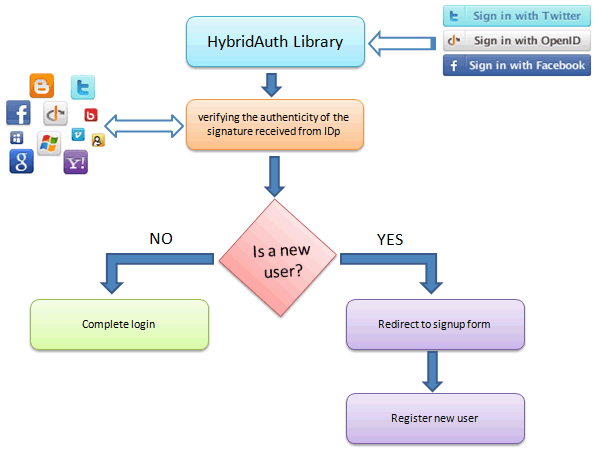 HybridAuth Library
Sign in with Twitter
Sign in with OpenID
Sign in with Facebook
verifying the authenticity of the
signature received from IDp
NO
YES
Is a new
user?
Complete login
Redirect to signup form
Register new user